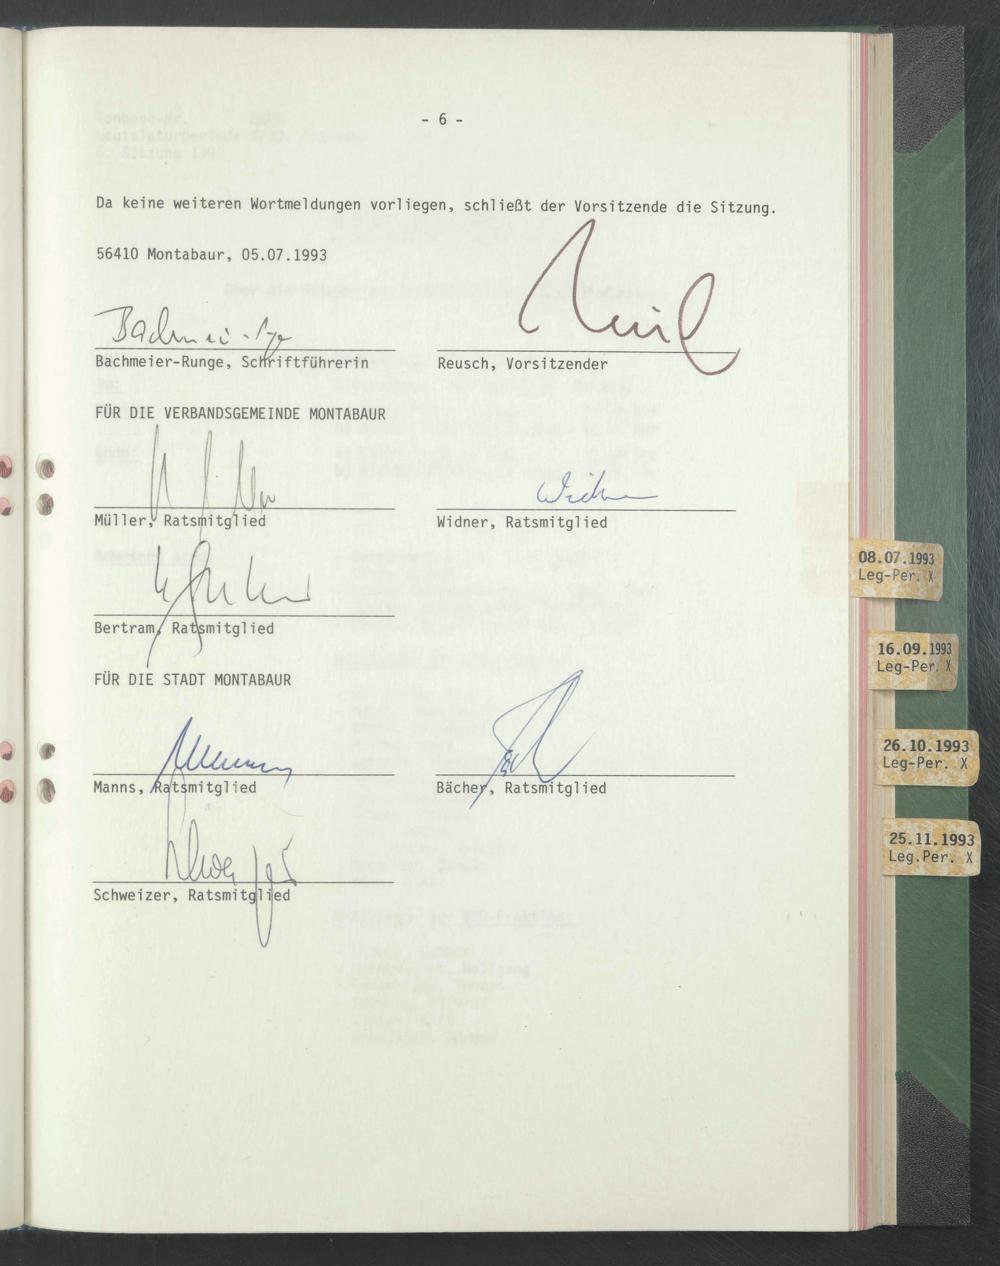 - 6 -
Da keine weiteren Wortmeldungen vorliegen, schließt der Vorsitzende die Sitzung.
56410 Montabaur, 05.07.1993
Bachmeier-Runge, Schriftführerin
Reusch, Vorsitzender
FÜR DIE VERBANDSGEMEINDE MONTABAUR
Müller, Ratsmitglied
Widner, Ratsmitglied
Bertram, Ratsmitglied
FÜR DIE STADT MONTABAUR
Manns, Ratsmitglied
Bächer, Ratsmitglied
Schweizer, Ratsmitglied
08.07.1993
Leg-Per. X
16.09.1993
Leg-Per. X
26.10.1993
Leg-Per. X
25.11.1993
Leg.Per. X